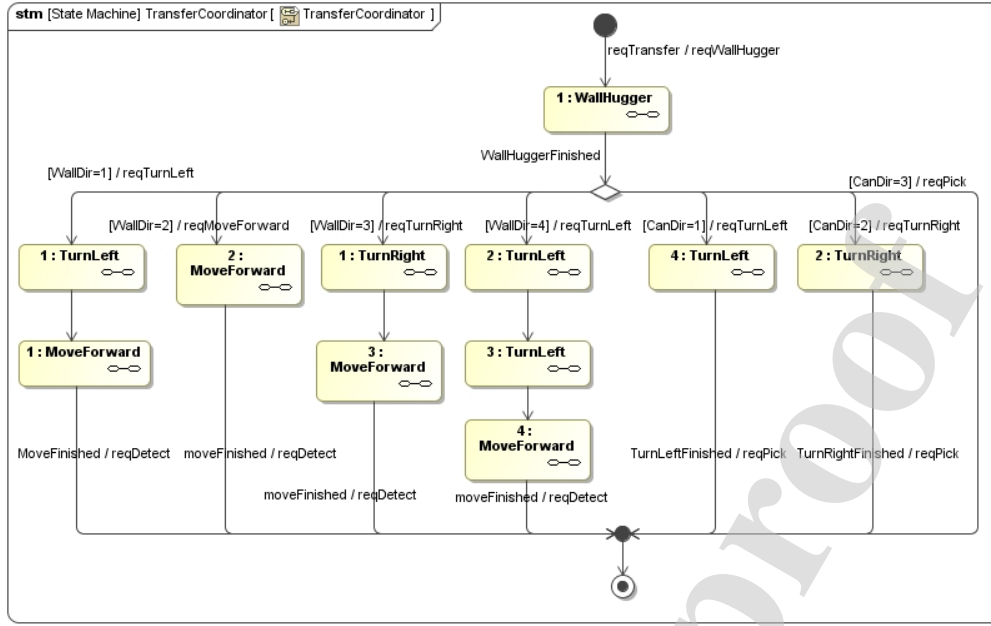 stm [State Machine] TransferCoordinator [ TransferCoordinator ]
reqTransfer / reqWallHugger
1 : WallHugger
WallHuggerFinished
[WallDir=1] / reqTurnLeft
[CanDir=3] / reqPick
[WallDir=2] / reqMoveForward
[WallDir=3] / reqTurnRight
[WallDir=4] / reqTurnLeft
[CanDir=1] / reqTurnLeft
[CanDir=2] / reqTurnRight
1 : TurnLeft
2 :
MoveForward
1 : TurnRight
2 : TurnLeft
4 : TurnLeft
2 : TurnRight
1 : MoveForward
3 :
MoveForward
3 : TurnLeft
4 :
MoveForward
MoveFinished / reqDetect
moveFinished / reqDetect
TurnLeftFinished / reqPick
TurnRightFinished / reqPick
moveFinished / reqDetect
moveFinished / reqDetect
proof